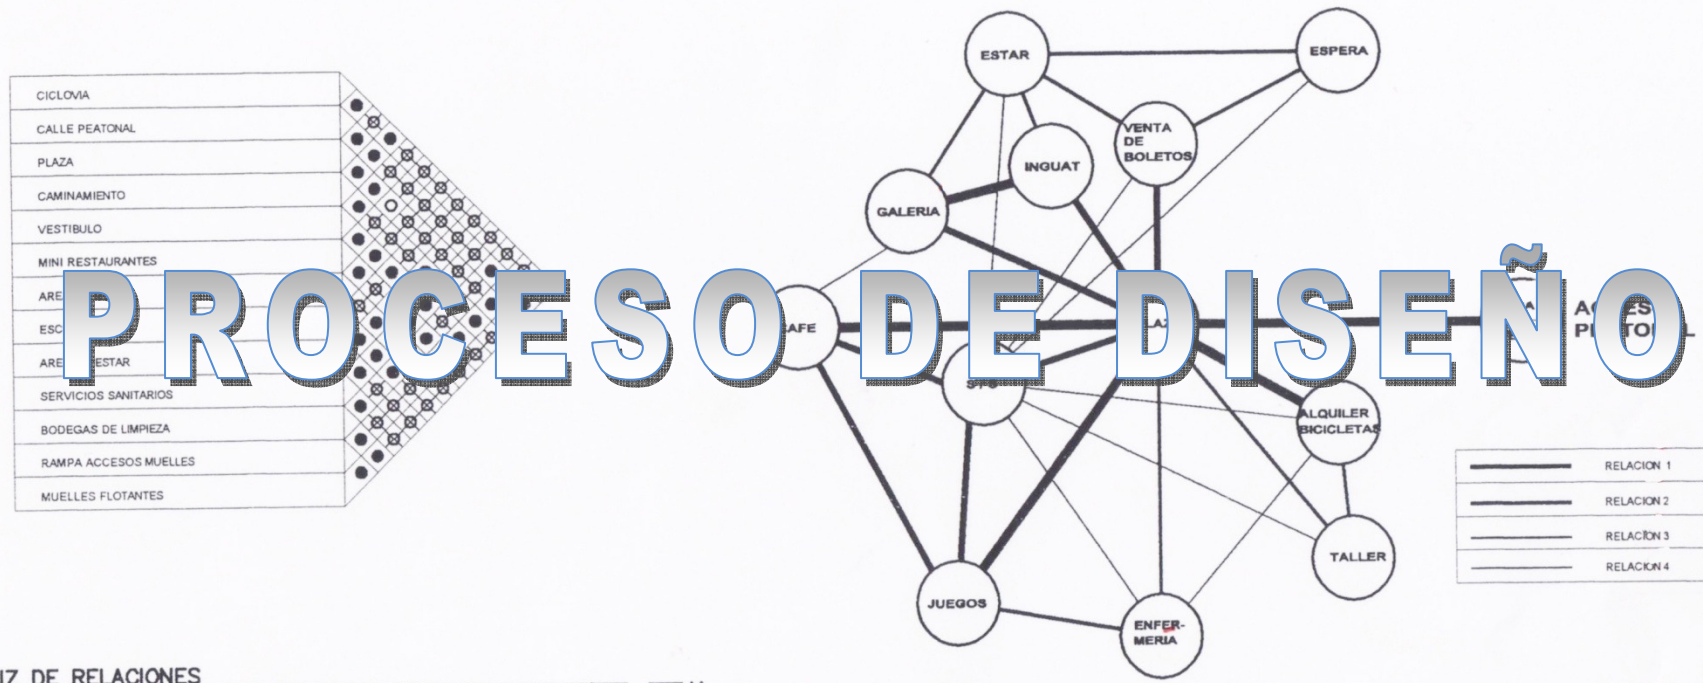 CICLOVIA
CALLE PEATONAL
PLAZA
CAMINAMIENTO
VESTIBULO
MINI RESTAURANTES
SERVICIOS SANITARIOS
BODEGAS DE LIMPIEZA
RAMPA ACCESOS MUELLES
MUELLES FLOTANTES
DE RELACIONES
PROCESO DE DISEÑO
ESTAR
ESPERA
VENTA
DE
BOLETOS
INGUAT
GALERIA
ALQUILER
BICICLETAS
TALLER
JUEGOS
ENFER-
MERIA
RELACION 1
RELACION 2
RELACION 3
RELACION 4